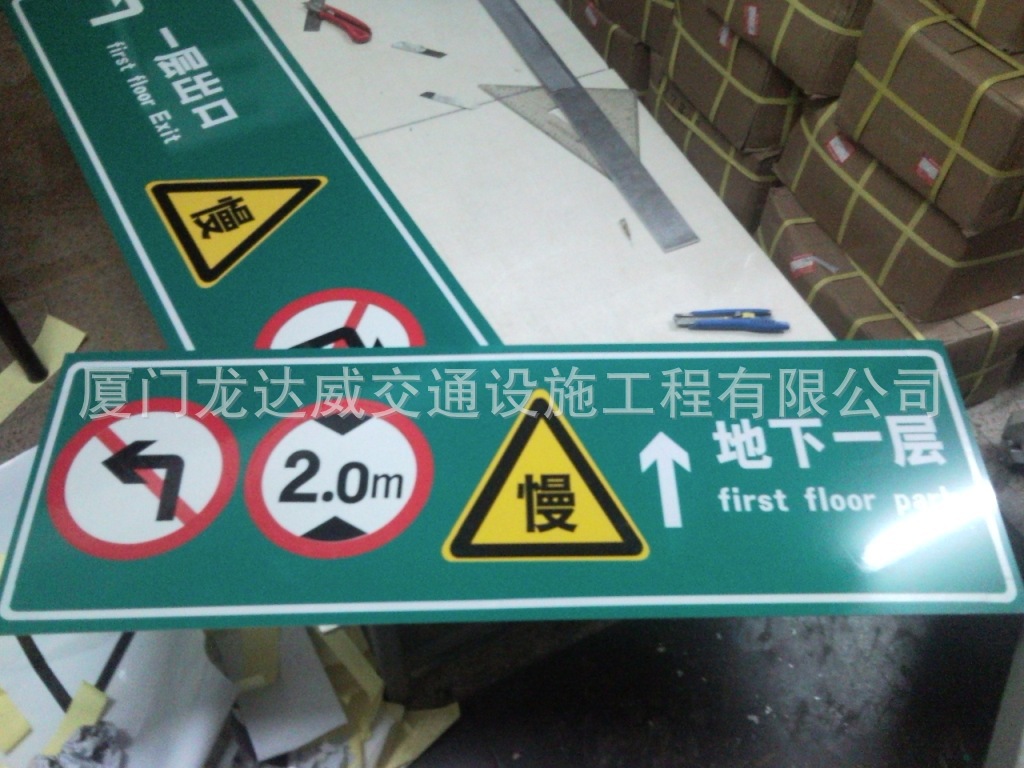 一层出口
first floor Exit
慢
厦门龙达威交通设施工程有限公司
2.0m
慢
地下一层
first floor